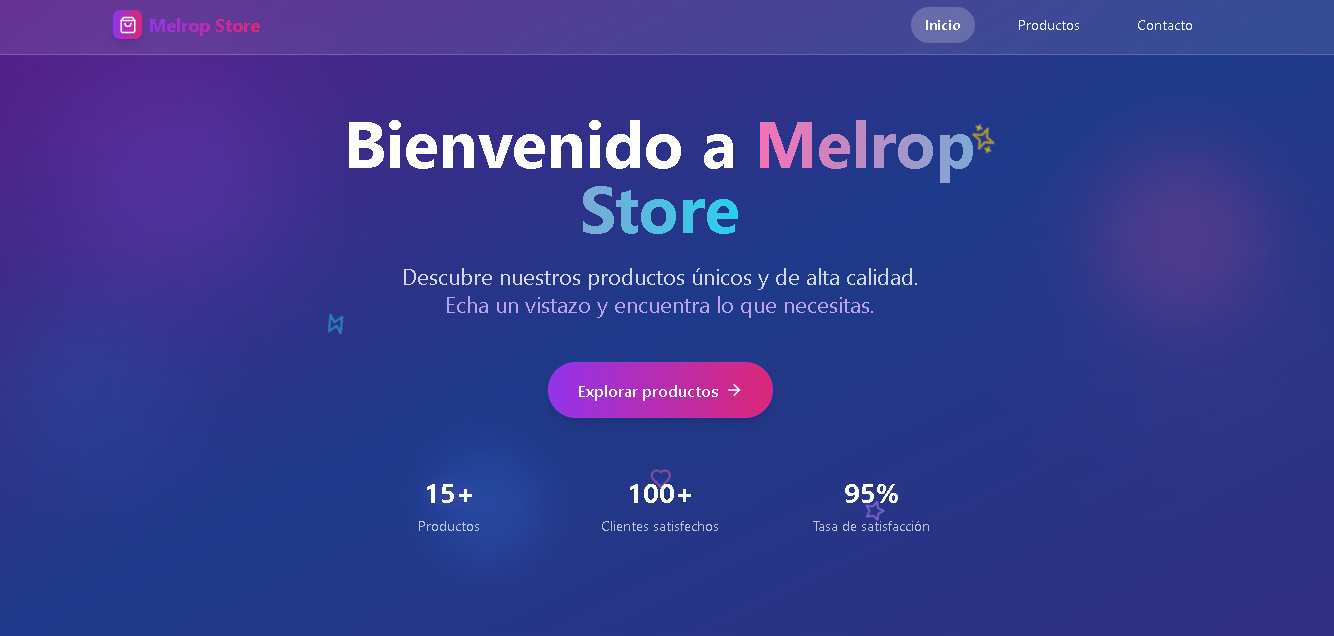 Melrop Store
Inicio
Productos
Contacto
Bienvenido a Melrop
Store
Descubre nuestros productos únicos y de alta calidad.
Echa un vistazo y encuentra lo que necesitas.
Explorar productos
15+
100+
95%
Productos
Clientes satisfechos
Tasa de satisfacción